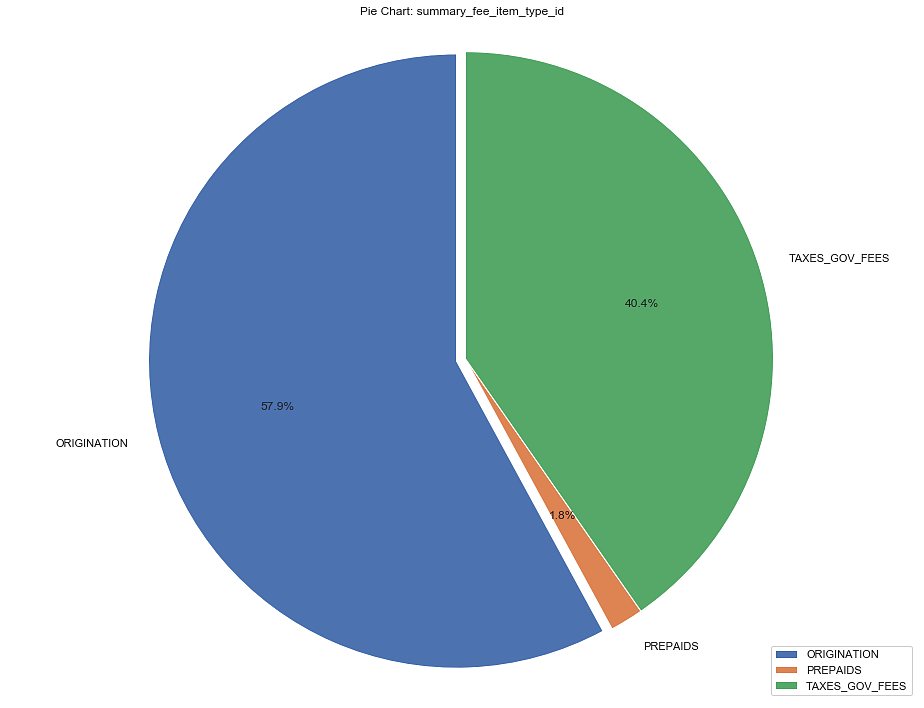 Pie Chart: summary_fee_item_type_id
TAXES_GOV_FEES
40.4%
57.9%
ORIGINATION
1.8%
PREPAIDS
ORIGINATION
PREPAIDS
TAXES_GOV_FEES